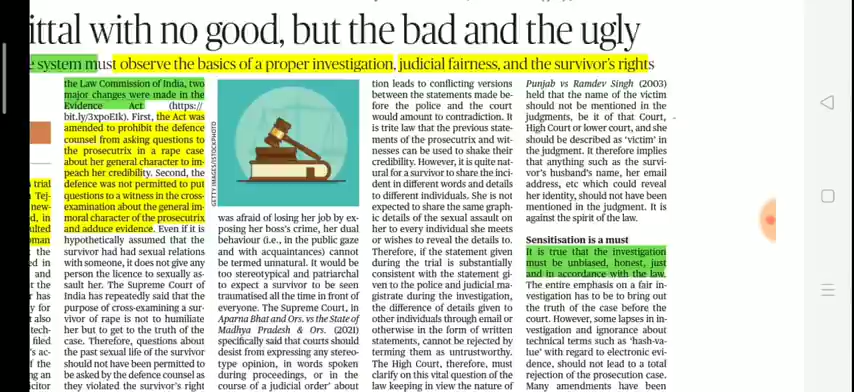 ittal with no good, but the bad and the ugly
e system must observe the basics of a proper investigation, judicial fairness, and the survivor's rights
trial
Tej-
new-
d, in
ulted
oman
the
ed in
and
t the
r has
y for
also
tech-
filed
's ac-
f the
ng an
icitor
the Law Commission of India, two
major changes were made in the
Evidence Act (https://
bit.ly/3xpoEIk). First, the Act was
amended to prohibit the defence
counsel from asking questions to
the prosecutrix in a rape case
about her general character to im-
peach her credibility. Second, the
defence was not permitted to put
questions to a witness in the cross-
examination about the general im-
moral character of the prosecutrix
and adduce evidence. Even if it is
hypothetically assumed that the
survivor had had sexual relations
with someone, it does not give any
person the licence to sexually as-
sault her. The Supreme Court of
India has repeatedly said that the
purpose of cross-examining a sur-
vivor of rape is not to humiliate
her but to get to the truth of the
case. Therefore, questions about
the past sexual life of the survivor
should not have been permitted to
be asked by the defence counsel as
they violated the survivor's right
GETTY IMAGES/ISTOCKPHOTO
was afraid of losing her job by ex-
posing her boss's crime, her dual
behaviour (i.e., in the public gaze
and with acquaintances) cannot
be termed unnatural. It would be
too stereotypical and patriarchal
to expect a survivor to be seen
traumatised all the time in front of
everyone. The Supreme Court, in
Aparna Bhat and Ors. vs the State of
Madhya Pradesh & Ors. (2021)
specifically said that courts should
desist from expressing any stereo-
type opinion, in words spoken
during proceedings, or in the
course of a judicial order' about
tion leads to conflicting versions
between the statements made be-
fore the police and the court
would amount to contradiction. It
is trite law that the previous state-
ments of the prosecutrix and wit-
nesses can be used to shake their
credibility. However, it is quite nat-
ural for a survivor to share the inci-
dent in different words and details
to different individuals. She is not
expected to share the same graph-
ic details of the sexual assault on
her to every individual she meets
or wishes to reveal the details to.
Therefore, if the statement given
during the trial is substantially
consistent with the statement gi-
ven to the police and judicial ma-
gistrate during the investigation,
the difference of details given to
other individuals through email or
otherwise in the form of written
statements, cannot be rejected by
terming them as untrustworthy.
The High Court, therefore, must
clarify on this vital question of the
law keeping in view the nature of
Punjab vs Ramdev Singh (2003)
held that the name of the victim
should not be mentioned in the
judgments, be it of that Court,
High Court or lower court, and she
should be described as 'victim' in
the judgment. It therefore implies
that anything such as the survi-
vor's husband's name, her email
address, etc which could reveal
her identity, should not have been
mentioned in the judgment. It is
against the spirit of the law.
Sensitisation is a must
It is true that the investigation
must be unbiased, honest, just
and in accordance with the law.
The entire emphasis on a fair in-
vestigation has to be to bring out
the truth of the case before the
court. However, some lapses in in-
vestigation and ignorance about
technical terms such as 'hash-va-
lue' with regard to electronic evi-
dence, should not lead to a total
rejection of the prosecution case.
Many amendments have been